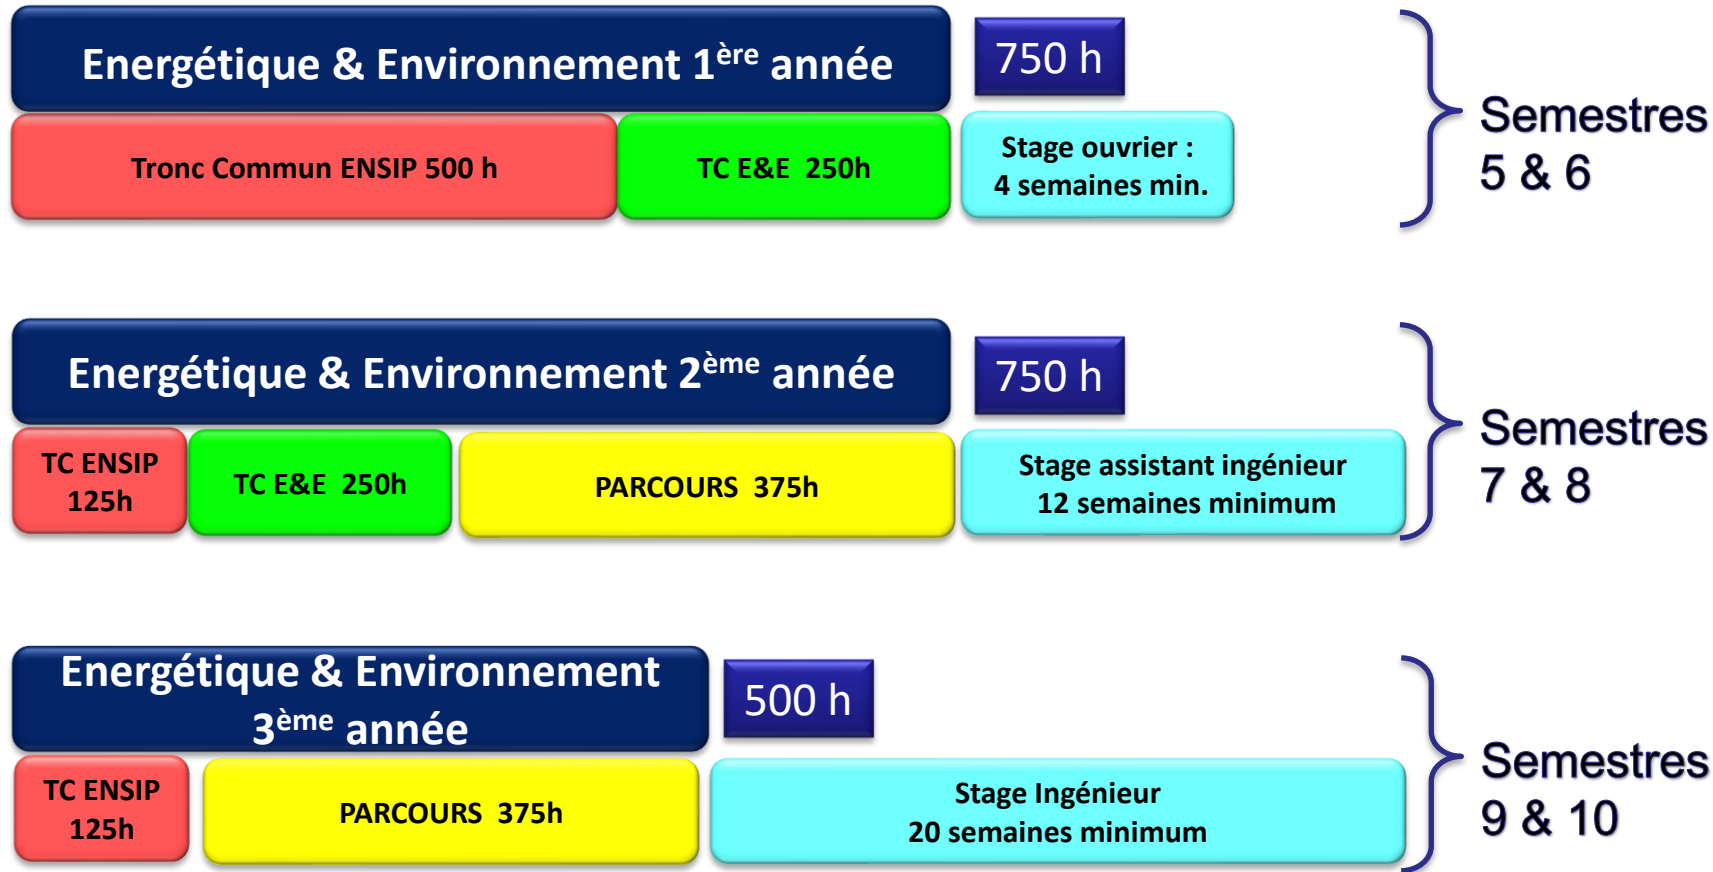 Energétique & Environnement 1ère année
750 h
Tronc Commun ENSIP 500 h
TC E&E 250h
Stage ouvrier :
4 semaines min.
Semestres
5 & 6
Energétique & Environnement 2ème année
750 h
TC ENSIP
125h
TC E&E 250h
PARCOURS 375h
Stage assistant ingénieur
12 semaines minimum
Semestres
7 & 8
Energétique & Environnement
3ème année
500 h
TC ENSIP
125h
PARCOURS 375h
Stage Ingénieur
20 semaines minimum
Semestres
9 & 10